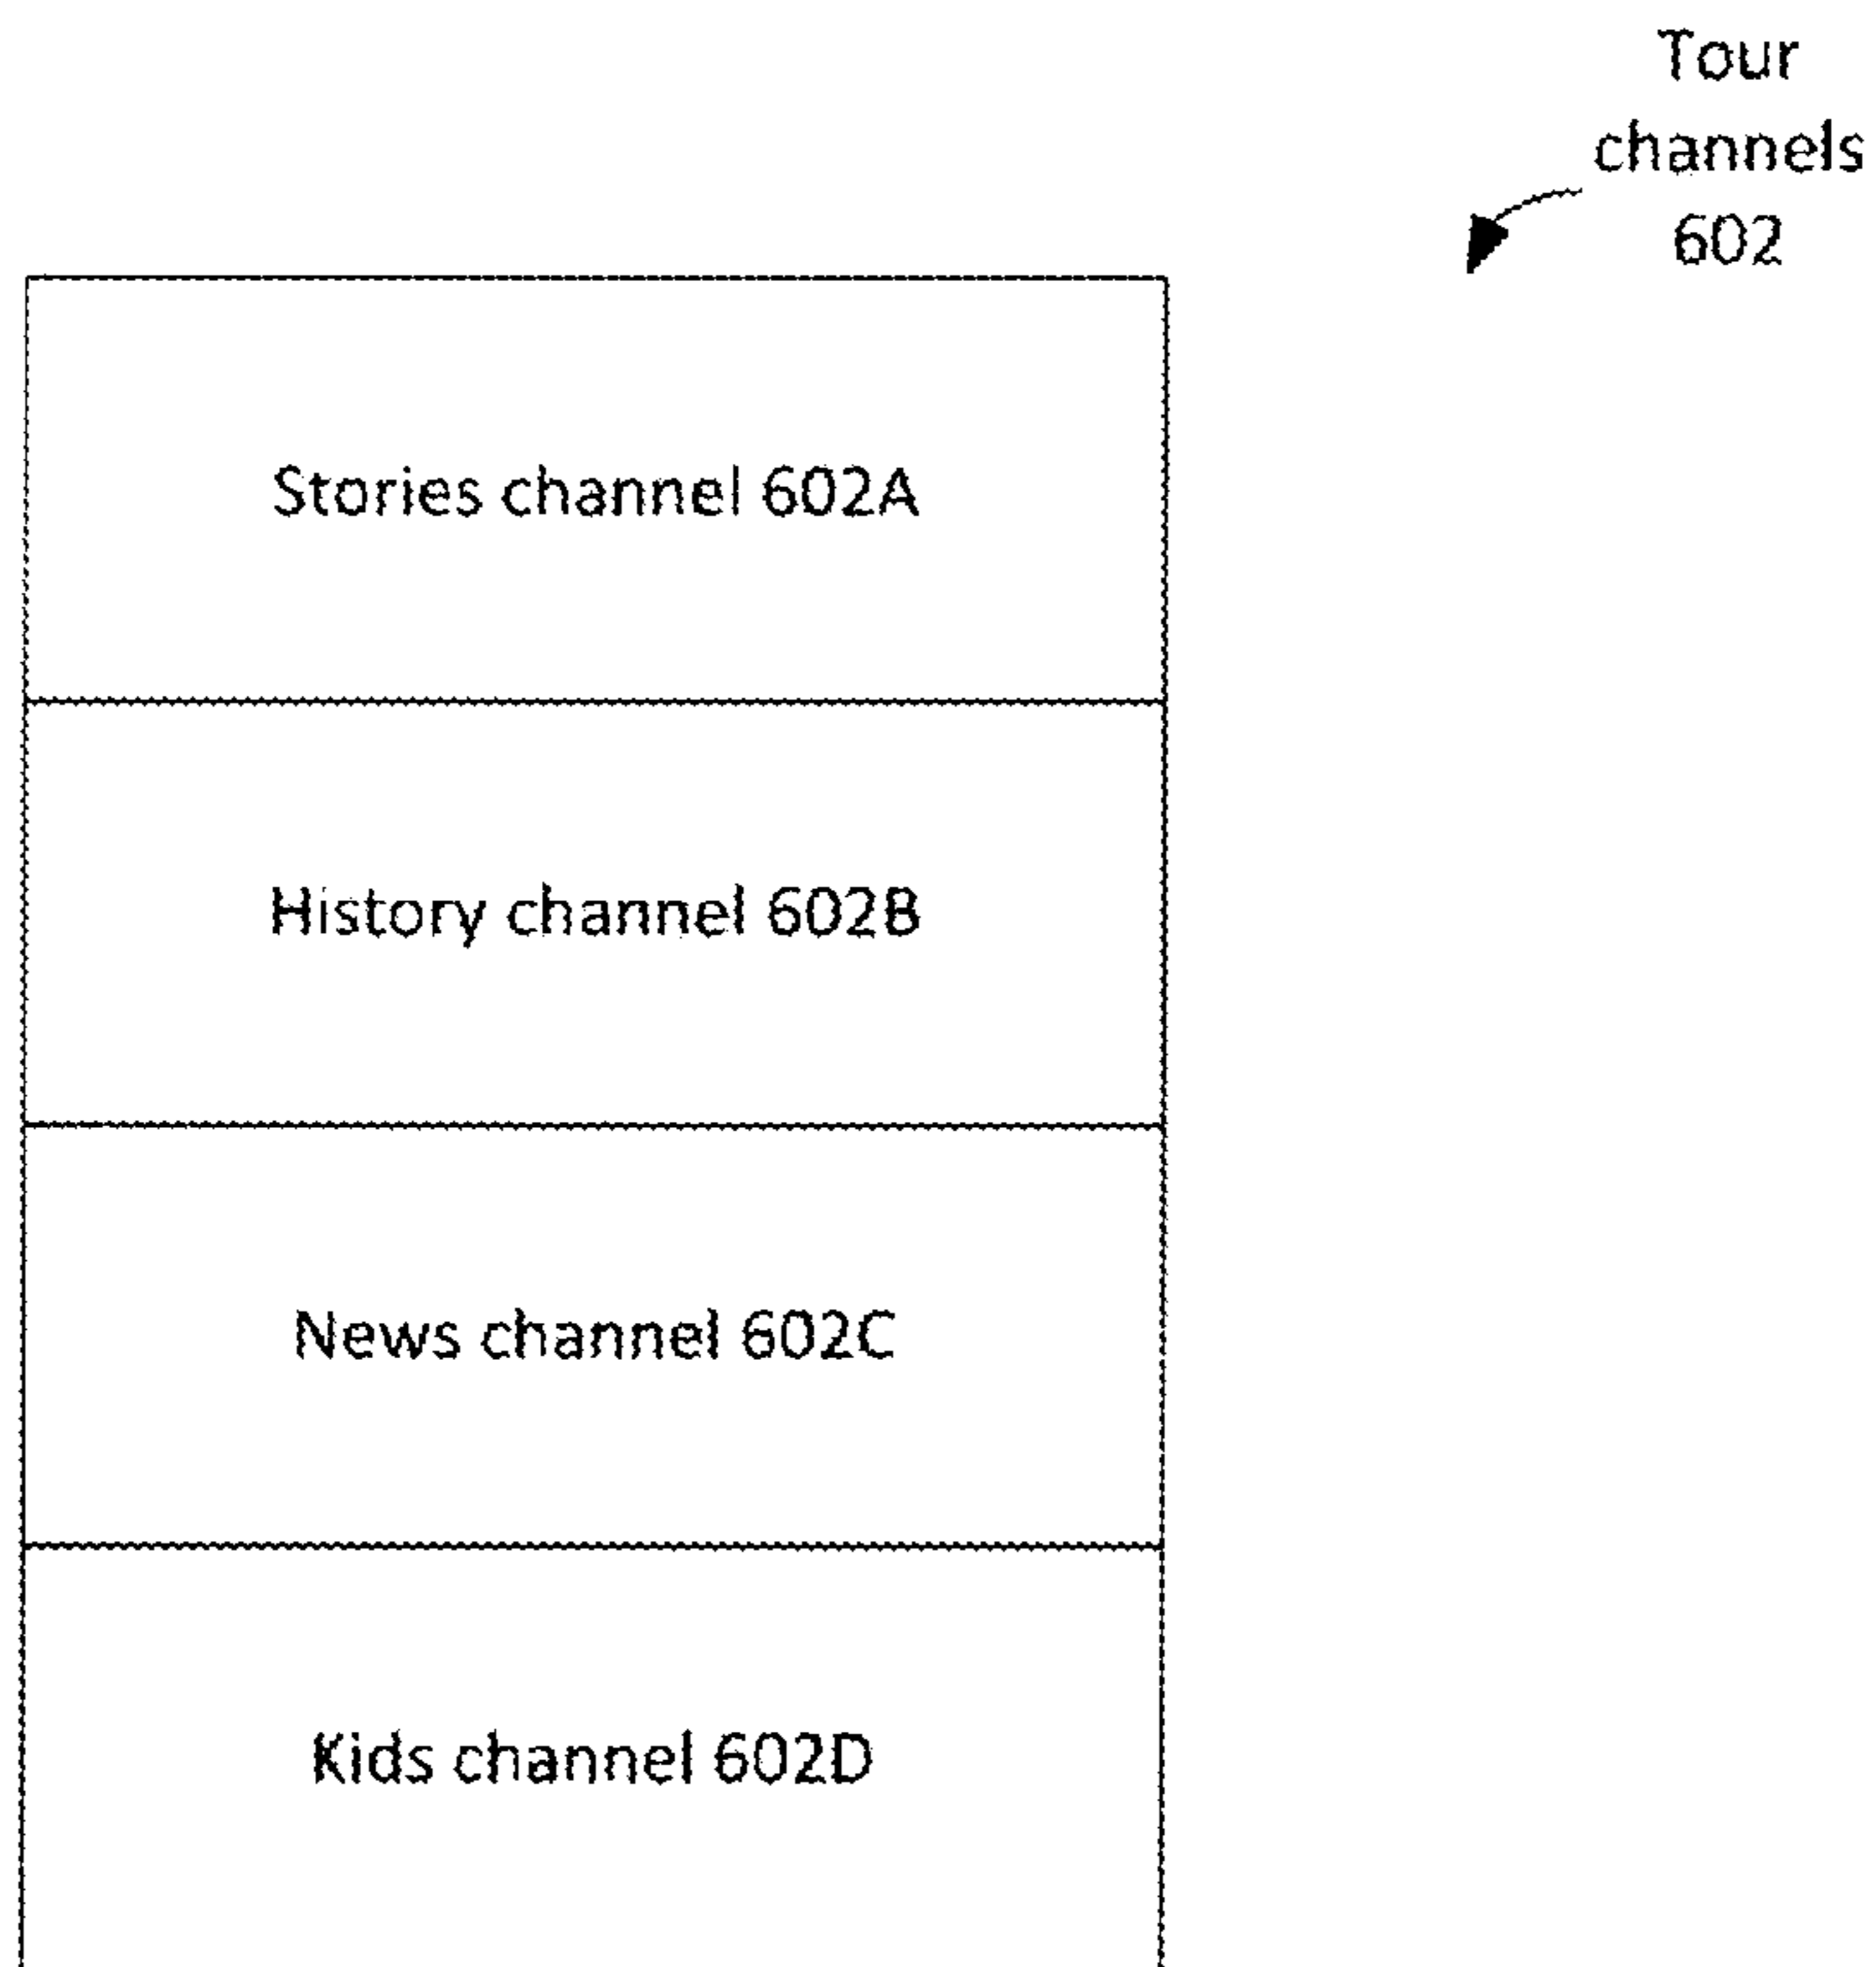 Tour
channels
602
Stories channel 602A
History channel 602B
News channel 602C
Kids channel 602D